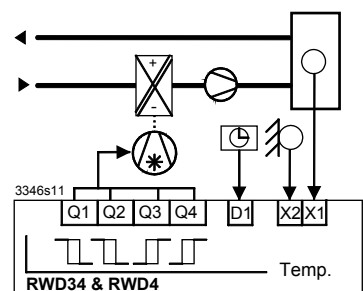 +
-
3346s11
Q1 Q2 Q3 Q4 D1 X2 X1
Temp.
RWD34 & RWD4